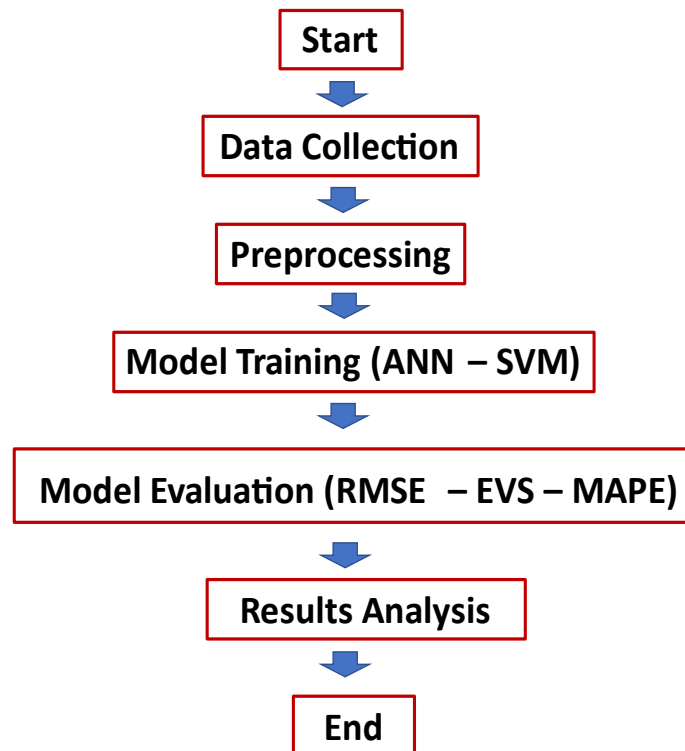 Start
Data Collection
Preprocessing
Model Training (ANN – SVM)
Model Evaluation (RMSE – EVS – MAPE)
Results Analysis
End